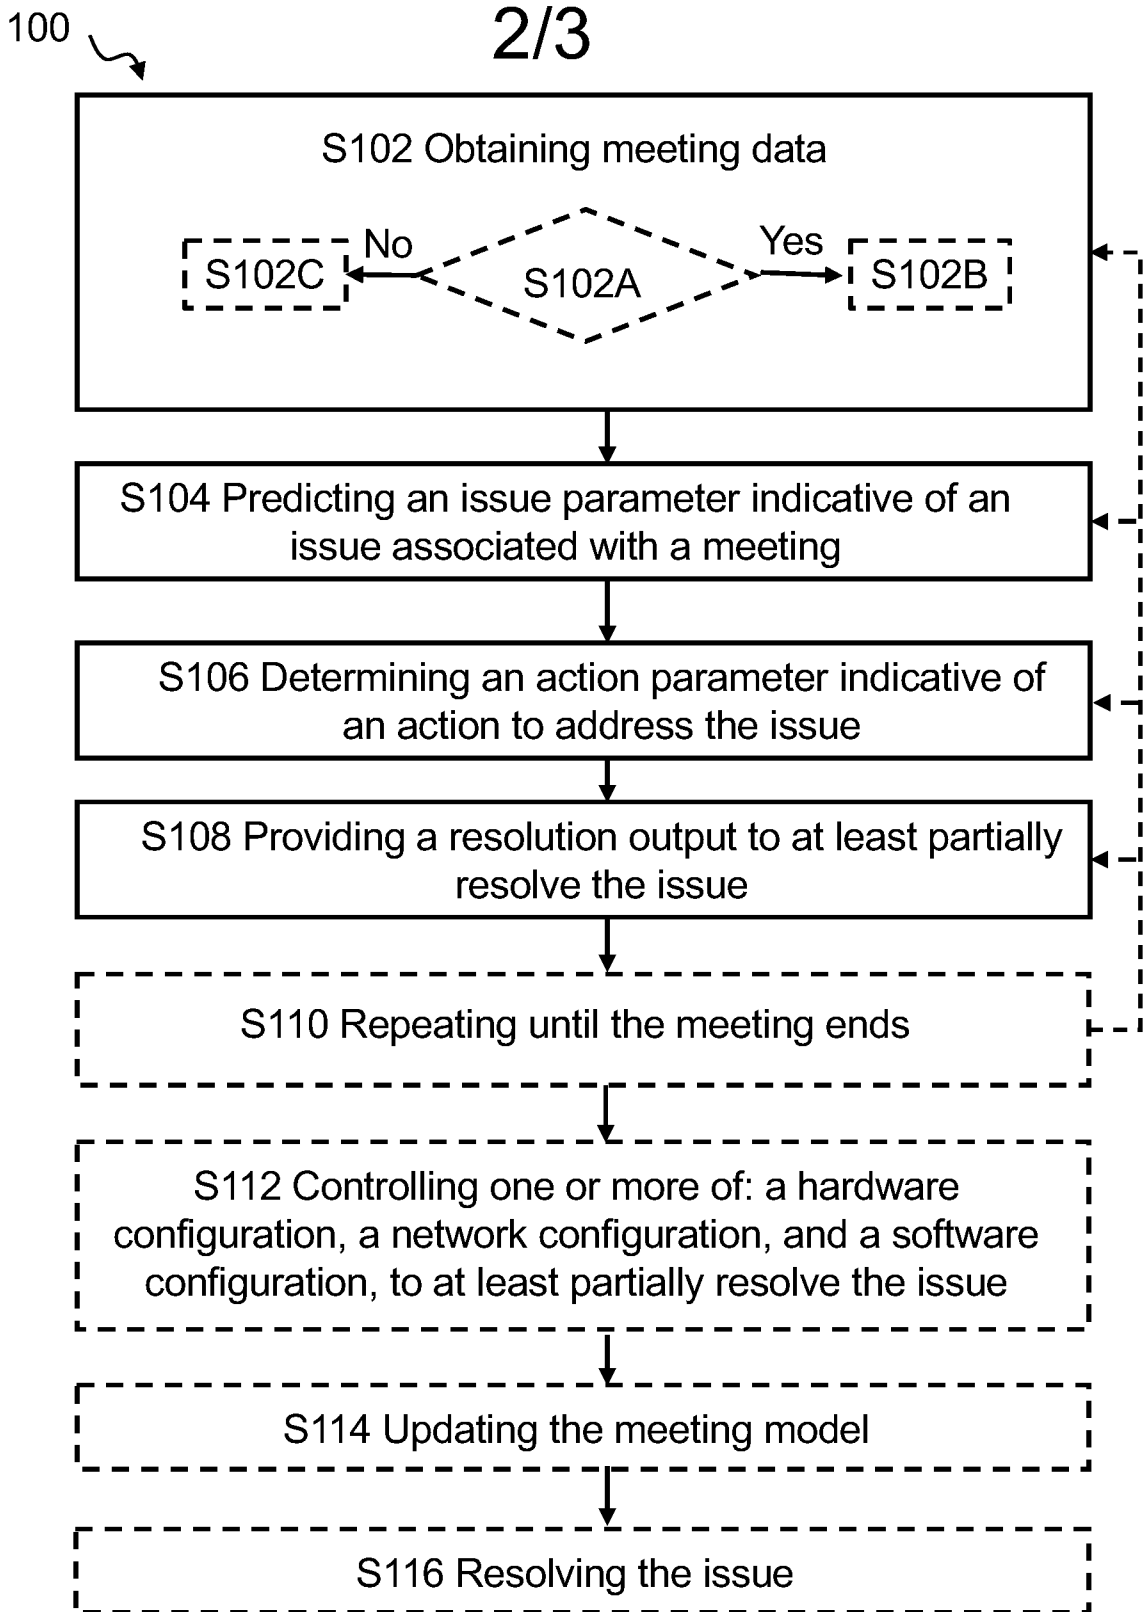 100
2/3
S102 Obtaining meeting data
No
Yes
S102C
S102A
S102B
S104 Predicting an issue parameter indicative of an
issue associated with a meeting
S106 Determining an action parameter indicative of
an action to address the issue
S108 Providing a resolution output to at least partially
resolve the issue
S110 Repeating until the meeting ends
S112 Controlling one or more of: a hardware
configuration, a network configuration, and a software
configuration, to at least partially resolve the issue
S114 Updating the meeting model
S116 Resolving the issue